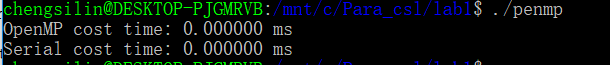 chengsilin@DESKTOP-PJGMRVB:/mnt/c/Para_csl/lab1$ ./penmp
OpenMP cost time: 0.000000 ms
Serial cost time: 0.000000 ms